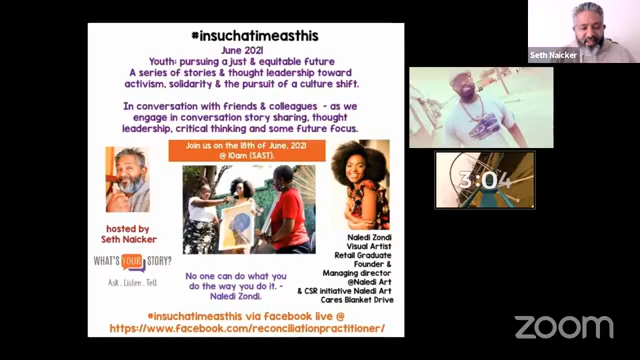 #insuchatimeasthis
June 2021
Youth: pursuing a just & equitable future
A series of stories & thought leadership toward
activism, solidarity & the pursuit of a culture shift.
In conversation with friends & colleagues - as we
engage in conversation story sharing, thought
leadership, critical thinking and some future focus.
Join us on the 18th of June, 2021
@ 10am (SAST).
hosted by
Seth Naicker
WHAT'S YOUR STORY?
Ask . Listen . Tell
No one can do what you
do the way you do it. -
Naledi Zondi.
Naledi Zondi
Visual Artist
Retail Graduate
Founder &
Managing director
@Naledi Art
& CSR initiative Naledi Art
Cares Blanket Drive
#insuchatimeasthis via facebook live @
https://www.facebook.com/reconciliationpractitioner/
Seth Naicker
3:04
zoom